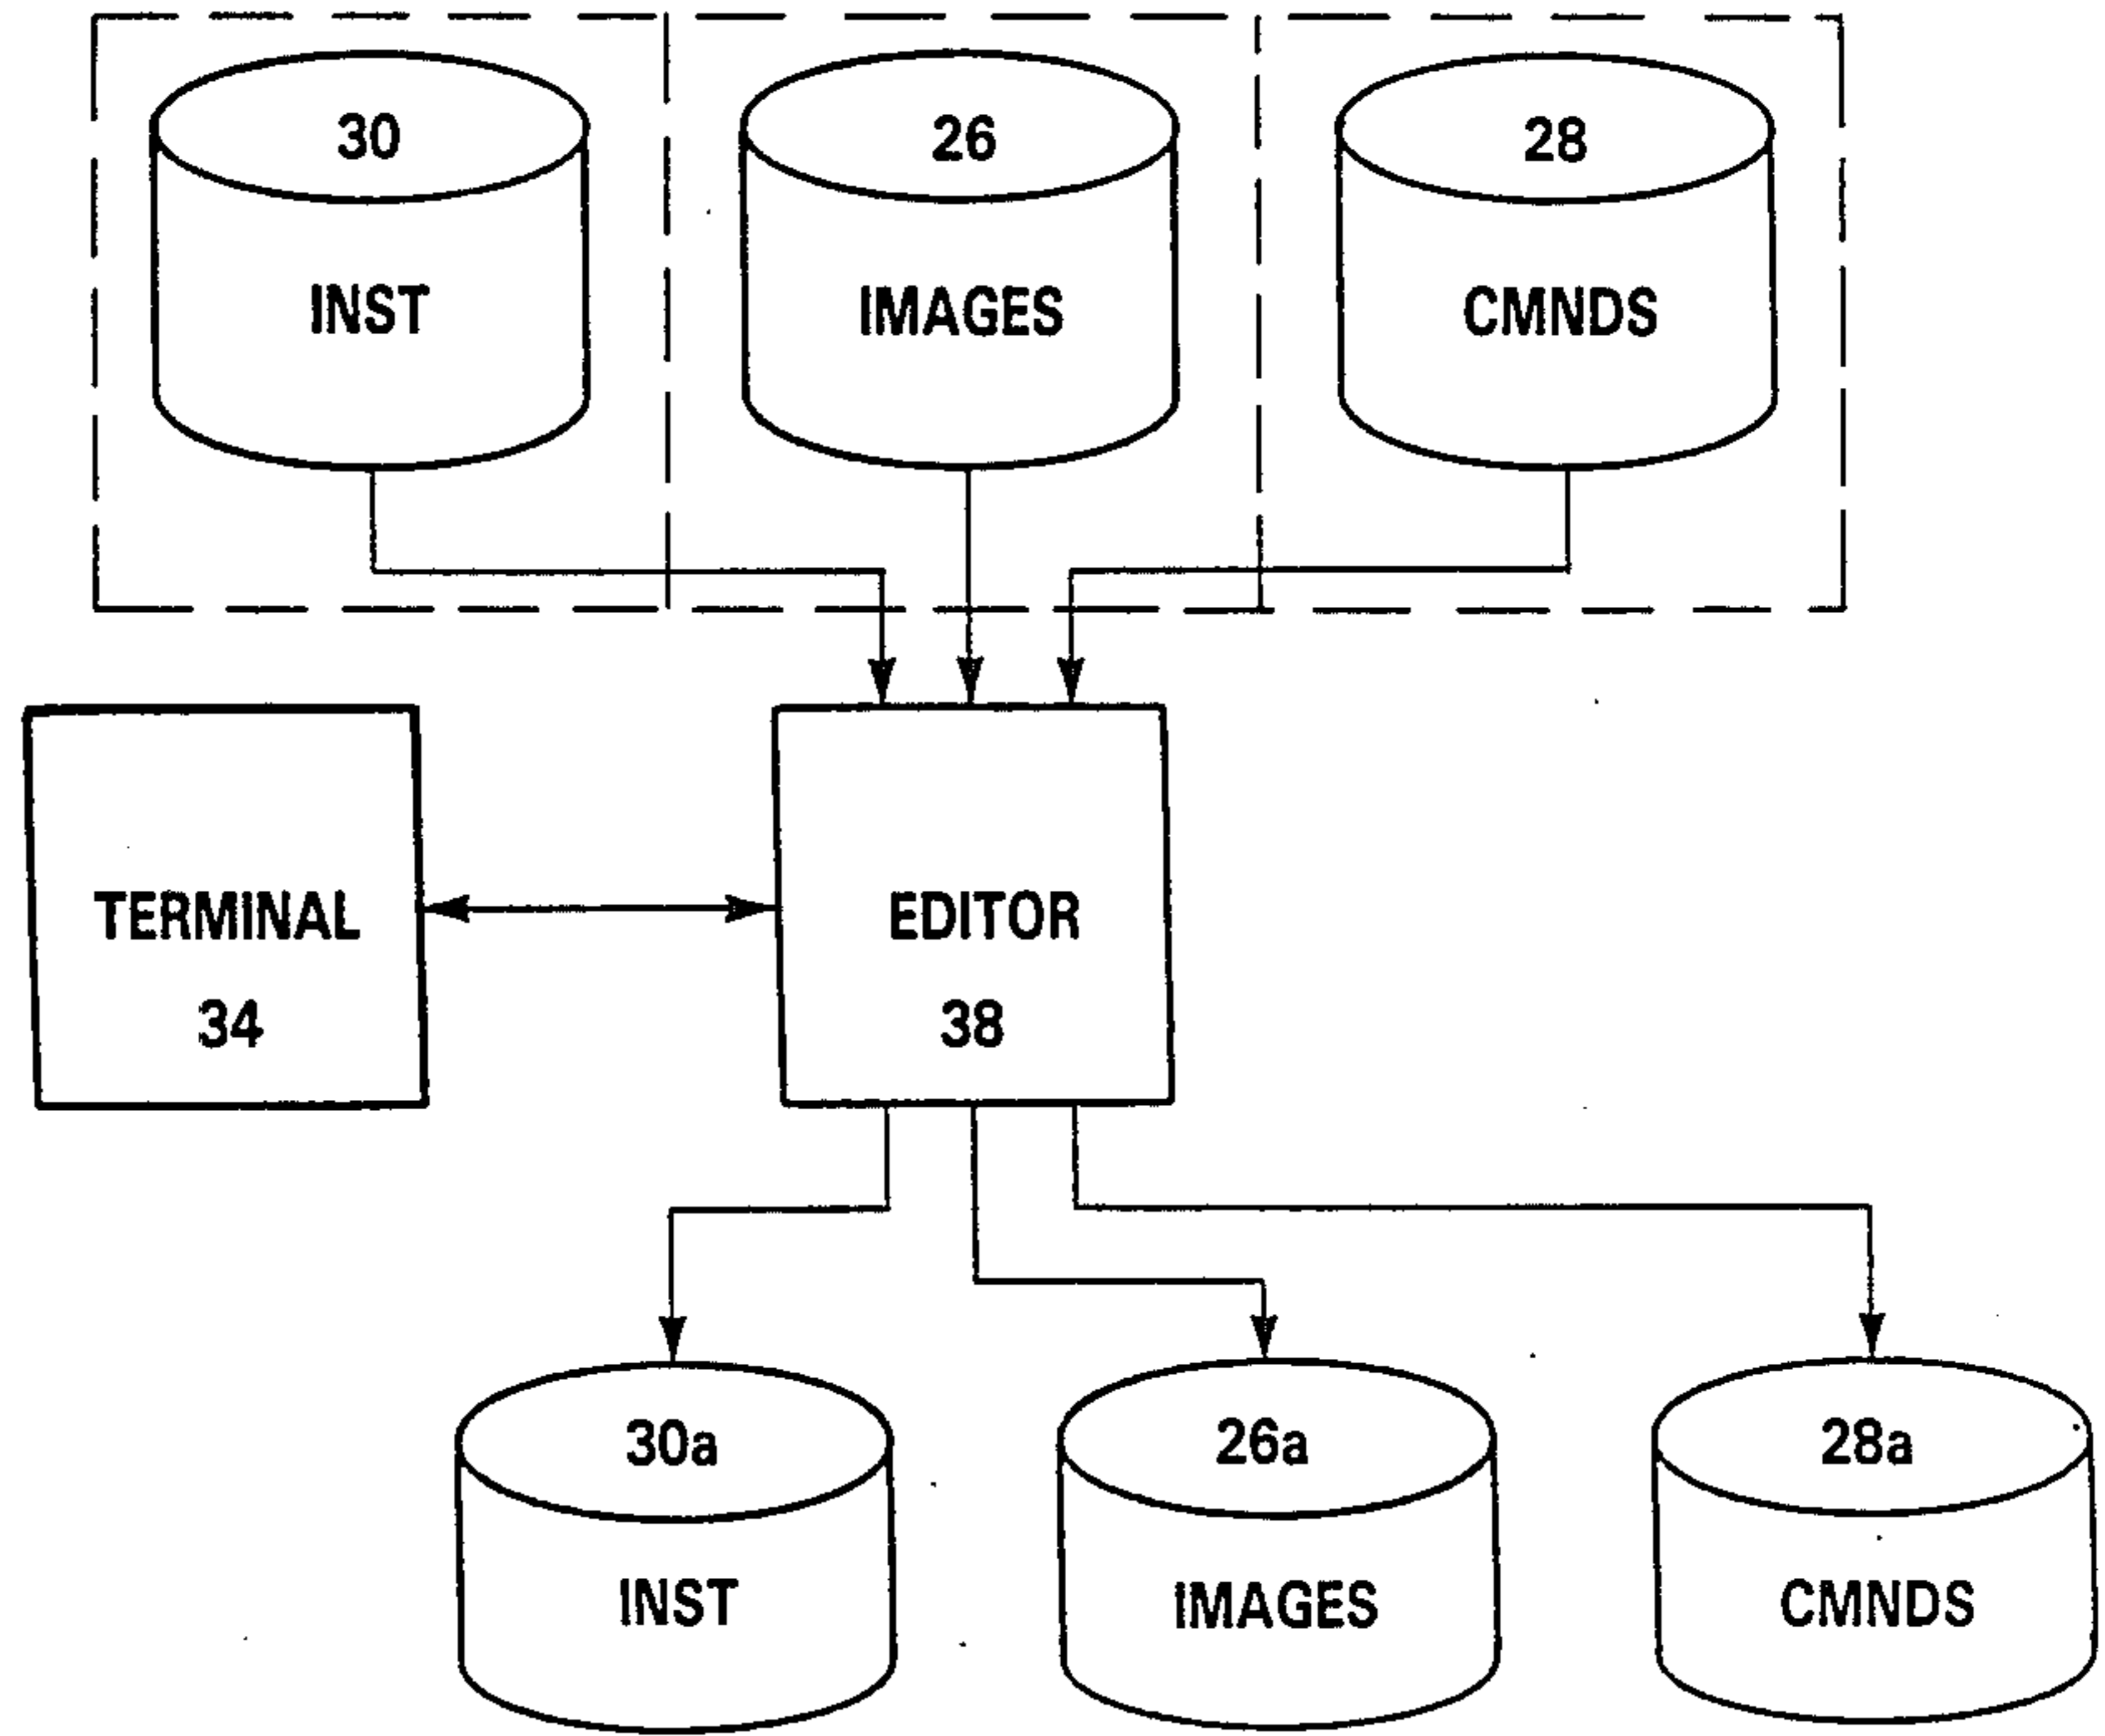 30
INST
26
IMAGES
28
CMNDS
TERMINAL
34
EDITOR
38
30a
INST
26a
IMAGES
28a
CMNDS